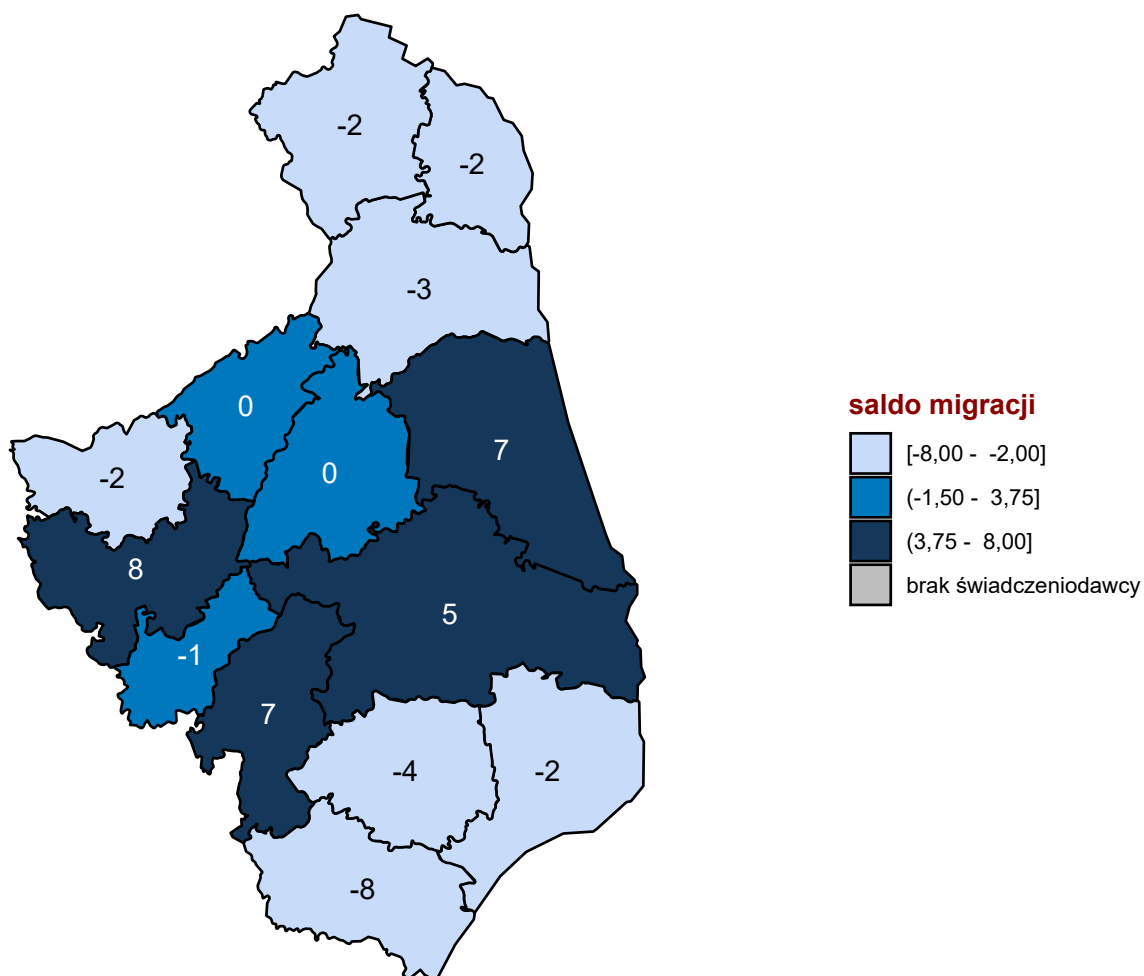 -2
-2
-3
0
7
0
-2
8
5
-1
7
-4
-2
-8
saldo migracji
[-8,00 - -2,00]
(-1,50 - 3,75]
(3,75 - 8,00]
brak świadczeniodawcy